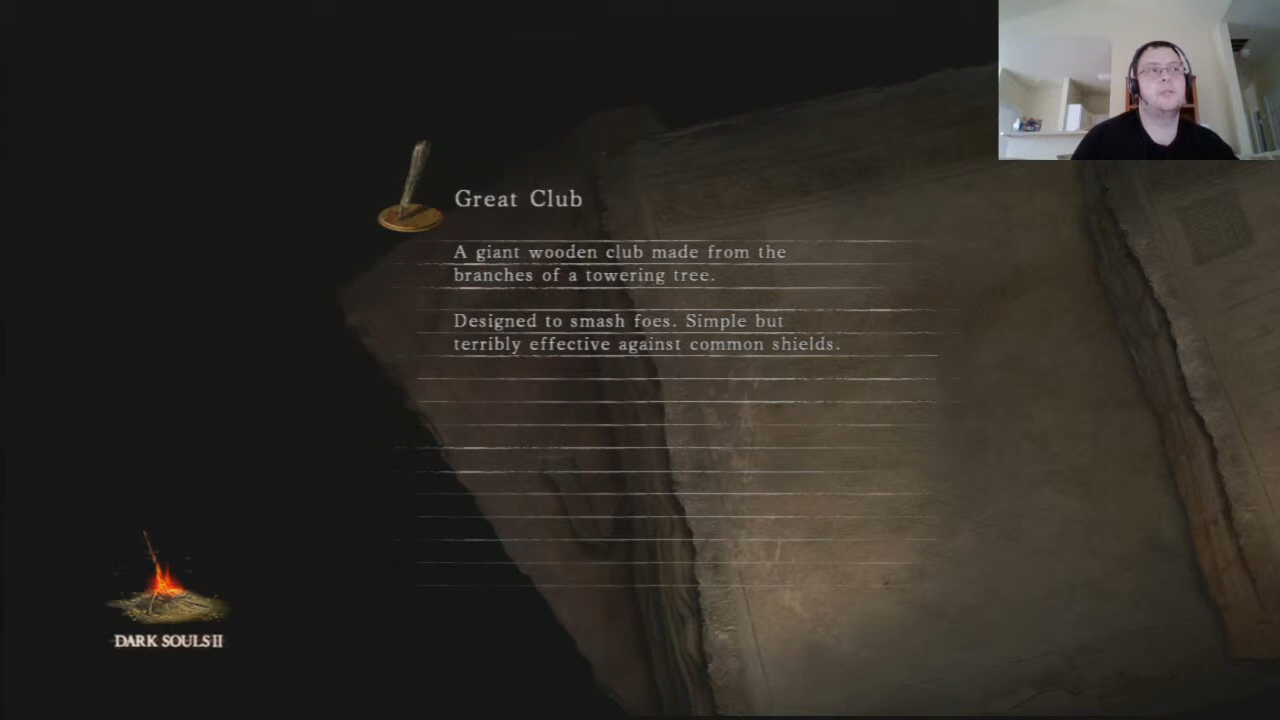 Great Club
A giant wooden club made from the
branches of a towering tree.
Designed to smash foes. Simple but
terribly effective against common shields.
DARK SOULS II